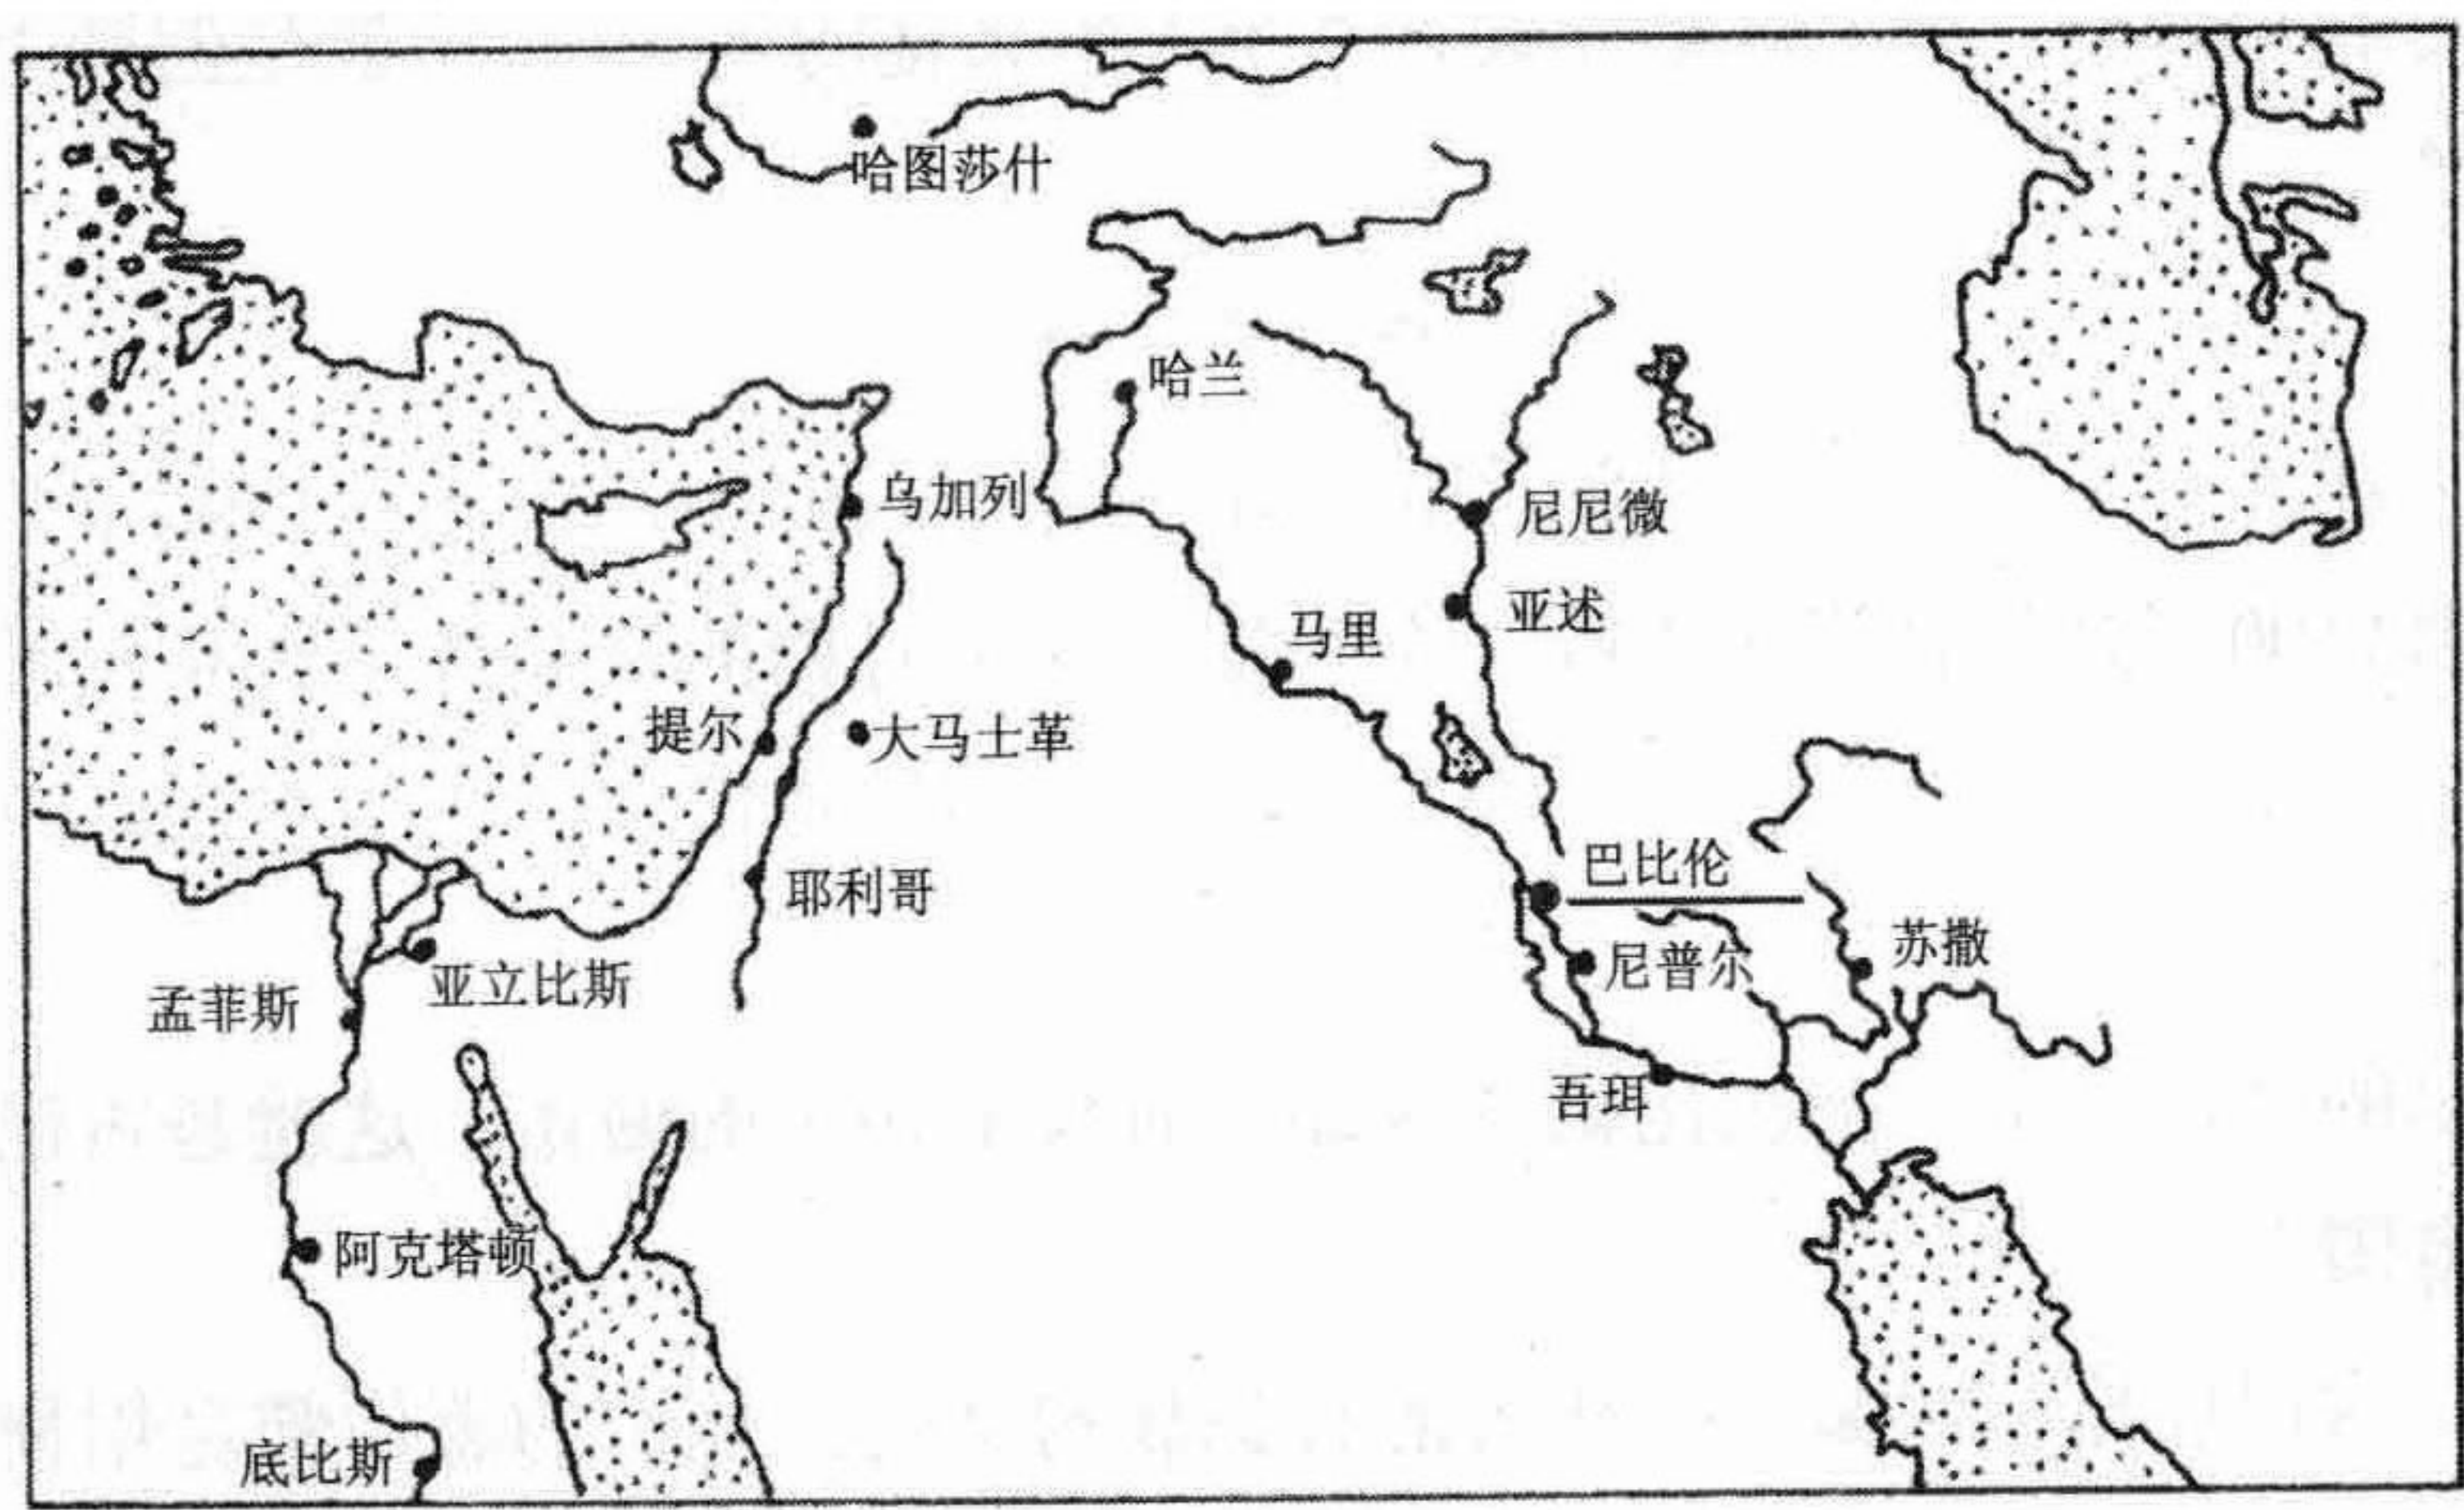 哈图莎什
哈兰
乌加列
尼尼微
亚述
马里
提尔
大马士革
巴比伦
耶利哥
苏撒
尼普尔
亚立比斯
孟菲斯
吾珥
阿克塔顿
底比斯